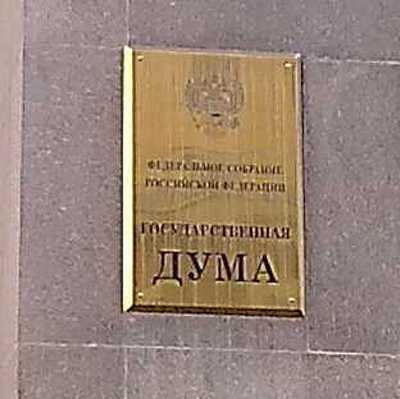 ФЕДЕРАЛЬНОЕ СОБРАНИЕ
РОССИЙСКОЙ ФЕДЕРАЦИИ
ГОСУДАРСТВЕННАЯ
ДУМА